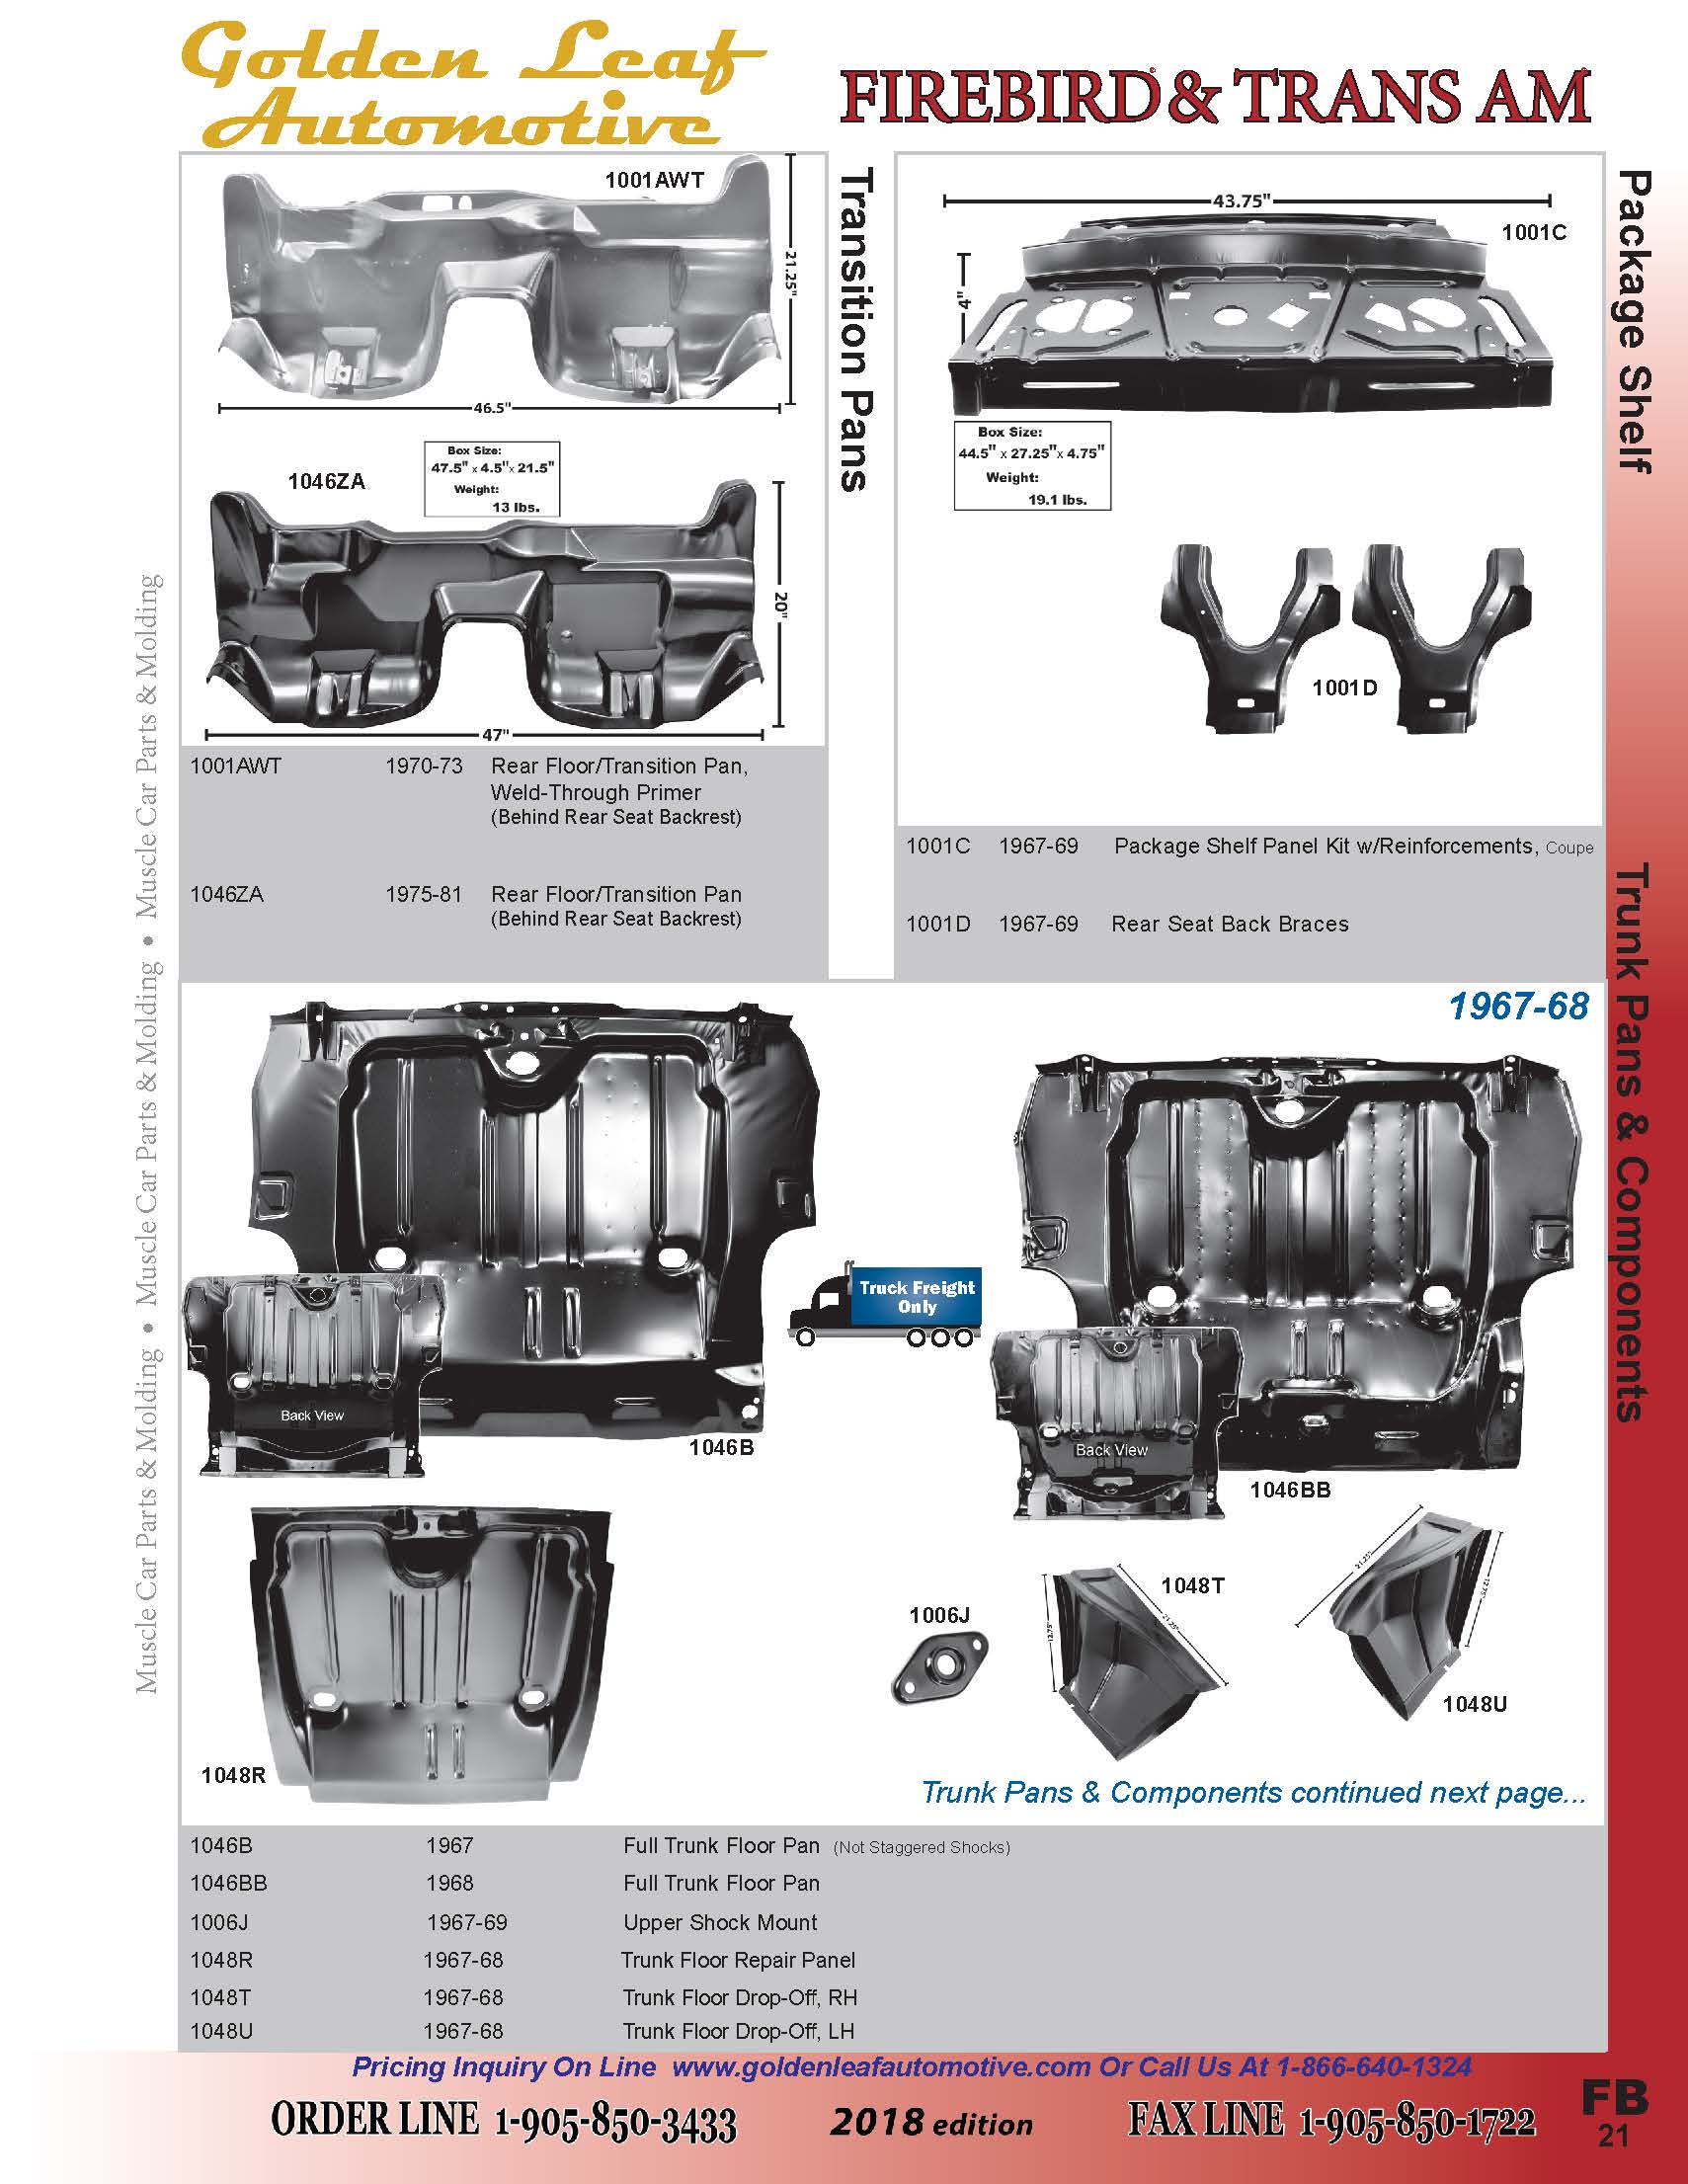 Golden Leaf
Automotive
FIREBIRD & TRANS AM
Transition Pans
1001AWT
21.25"
46.5"
Box Size:
47.5" x 4.5" x 21.5"
Weight:
13 lbs.
1046ZA
20"
47"
1001AWT 1970-73 Rear Floor/Transition Pan,
Weld-Through Primer
(Behind Rear Seat Backrest)
1046ZA 1975-81 Rear Floor/Transition Pan
(Behind Rear Seat Backrest)
Package Shelf
43.75"
1001C
4"
Box Size:
44.5" x 27.25" x 4.75"
Weight:
19.1 lbs.
1001D
1001C 1967-69 Package Shelf Panel Kit w/Reinforcements, Coupe
1001D 1967-69 Rear Seat Back Braces
Trunk Pans & Components
1967-68
Back View
1046B
Truck Freight
Only
Back View
1046BB
1048R
1006J
1048T
12.75"
21.25"
21.25"
12.75"
1048U
Trunk Pans & Components continued next page...
1046B 1967 Full Trunk Floor Pan (Not Staggered Shocks)
1046BB 1968 Full Trunk Floor Pan
1006J 1967-69 Upper Shock Mount
1048R 1967-68 Trunk Floor Repair Panel
1048T 1967-68 Trunk Floor Drop-Off, RH
1048U 1967-68 Trunk Floor Drop-Off, LH
Muscle Car Parts & Molding • Muscle Car Parts & Molding • Muscle Car Parts & Molding
Pricing Inquiry On Line www.goldenleafautomotive.com Or Call Us At 1-866-640-1324
ORDER LINE 1-905-850-3433 2018 edition FAX LINE 1-905-850-1722
FB
21